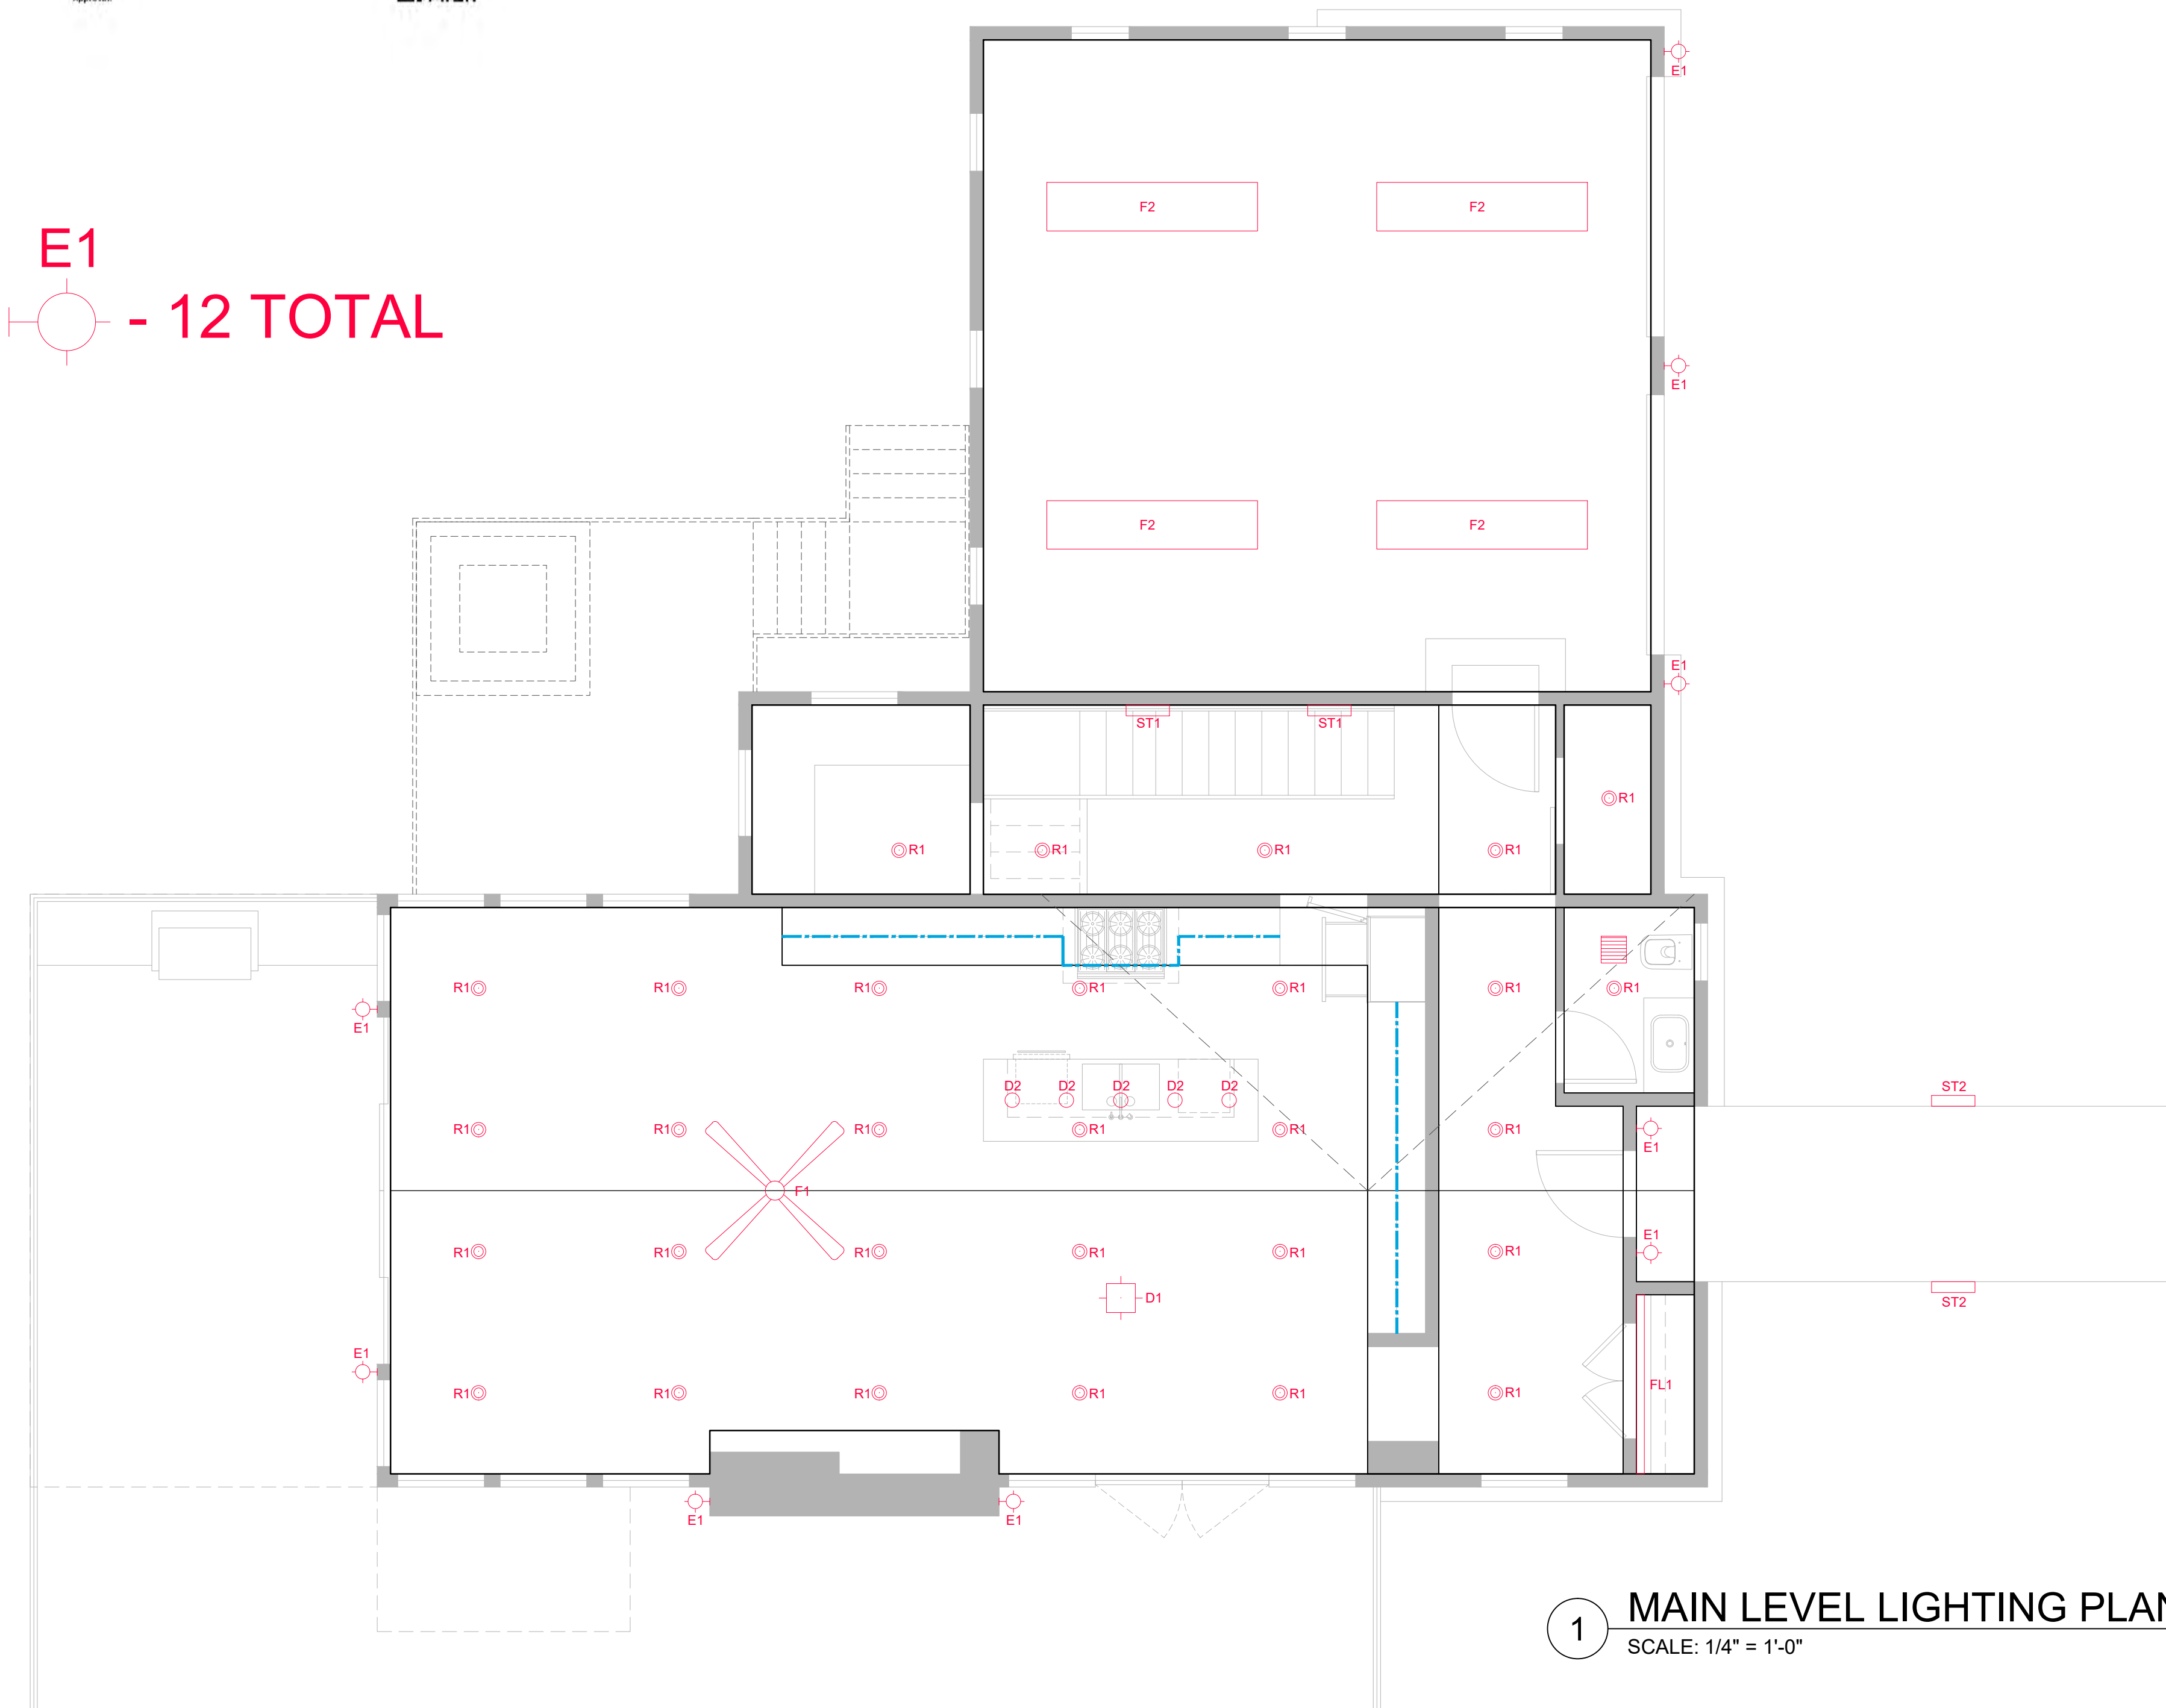 E1
F2 F2
E1
- 12 TOTAL
E1
F2 F2
E1
ST1 ST1
R1
R1 R1 R1 R1
R1 R1 R1 R1 R1 R1 R1
E1
D2 D2 D2 D2 D2
ST2
R1 R1 R1 R1 R1 R1
E1
F1
E1
R1 R1 R1 R1 R1 R1
D1
ST2
E1
R1 R1 R1 R1 R1 R1
FL1
E1 E1
1
MAIN LEVEL LIGHTING PLAN
SCALE: 1/4" = 1'-0"